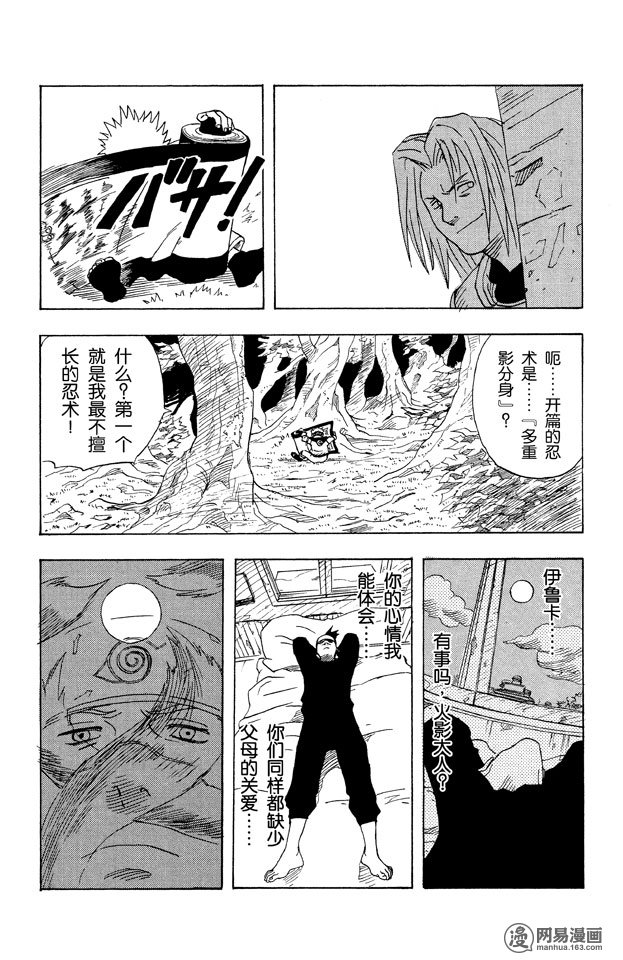 バサ！
呃……开篇的忍
术是……『多重
影分身』？
什么？第一个
就是我最不擅
长的忍术！
伊鲁卡……
有事吗，火影大人？
你的心情我
能体会……
你们同样都缺少
父母的关爱……
漫 网易漫画
manhua.163.com